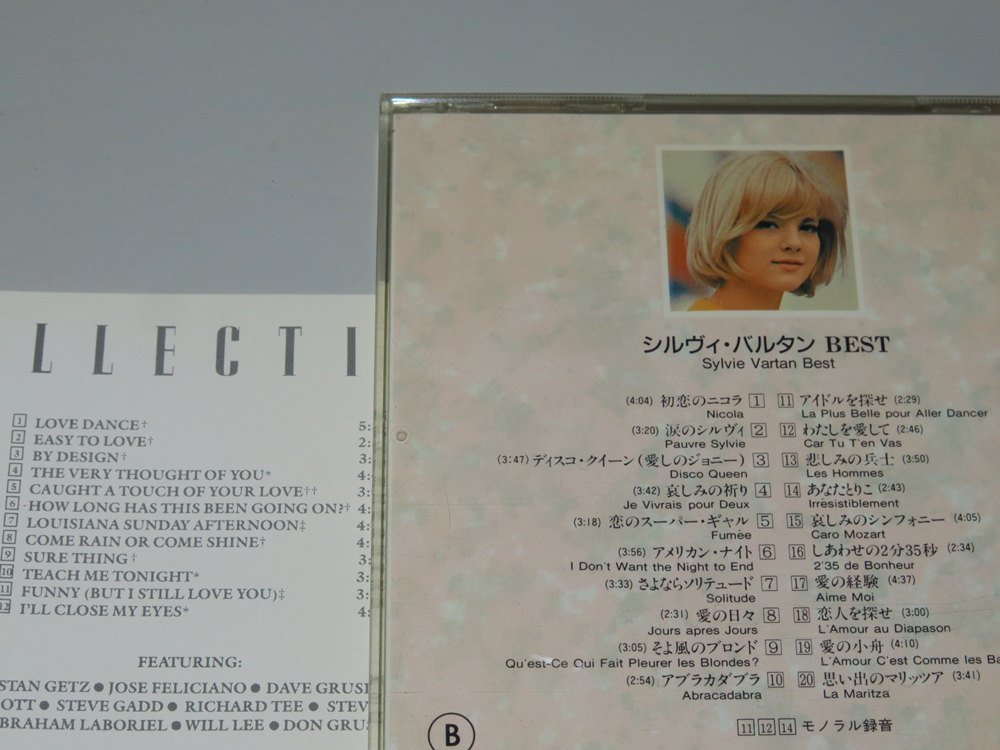 LLECTI
1 LOVE DANCE† 5:
2 EASY TO LOVE† 2:
3 BY DESIGN† 3:
4 THE VERY THOUGHT OF YOU* 4:
5 CAUGHT A TOUCH OF YOUR LOVE†† 3:
6 HOW LONG HAS THIS BEEN GOING ON?† 4:
7 LOUISIANA SUNDAY AFTERNOON‡ 3:
8 COME RAIN OR COME SHINE† 4:
9 SURE THING† 3:
10 TEACH ME TONIGHT* 4:
11 FUNNY (BUT I STILL LOVE YOU)‡ 3:
12 I'LL CLOSE MY EYES* 4:
FEATURING:
STAN GETZ ● JOSE FELICIANO ● DAVE GRUSI
OTT ● STEVE GADD ● RICHARD TEE ● STEV
BRAHAM LABORIEL ● WILL LEE ● DON GRUS
シルヴィ・バルタン BEST
Sylvie Vartan Best
(4:04) 初恋のニコラ 1
Nicola
(3:20) 涙のシルヴィ 2
Pauvre Sylvie
(3:47) ディスコ・クイーン (愛しのジョニー) 3
Disco Queen
(3:42) 哀しみの祈り 4
Je Vivrais pour Deux
(3:18) 恋のスーパー・ギャル 5
Fumée
(3:56) アメリカン・ナイト 6
I Don't Want the Night to End
(3:33) さよならソリテュード 7
Solitude
(2:31) 愛の日々 8
Jours apres Jours
(3:05) そよ風のブロンド 9
Qu'est-Ce Qui Fait Pleurer les Blondes?
(2:54) アブラカダブラ 10
Abracadabra
11 アイドルを探せ (2:29)
La Plus Belle pour Aller Dancer
12 わたしを愛して (2:46)
Car Tu T'en Vas
13 悲しみの兵士 (3:50)
Les Hommes
14 あなたのとりこ (2:43)
Irrésistiblement
15 哀しみのシンフォニー (4:05)
Caro Mozart
16 しあわせの2分35秒 (2:34)
2'35 de Bonheur
17 愛の経験 (4:37)
Aime Moi
18 恋人を探せ (3:00)
L'Amour au Diapason
19 愛の小舟 (4:10)
L'Amour C'est Comme les Ba
20 思い出のマリッツア (3:41)
La Maritza
11 12 14 モノラル録音
B